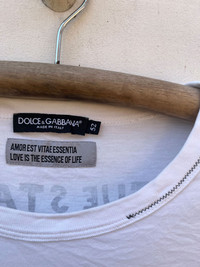 DOLCE & GABBANA
MADE IN ITALY
52
AMOR EST VITAE ESSENTIA
LOVE IS THE ESSENCE OF LIFE